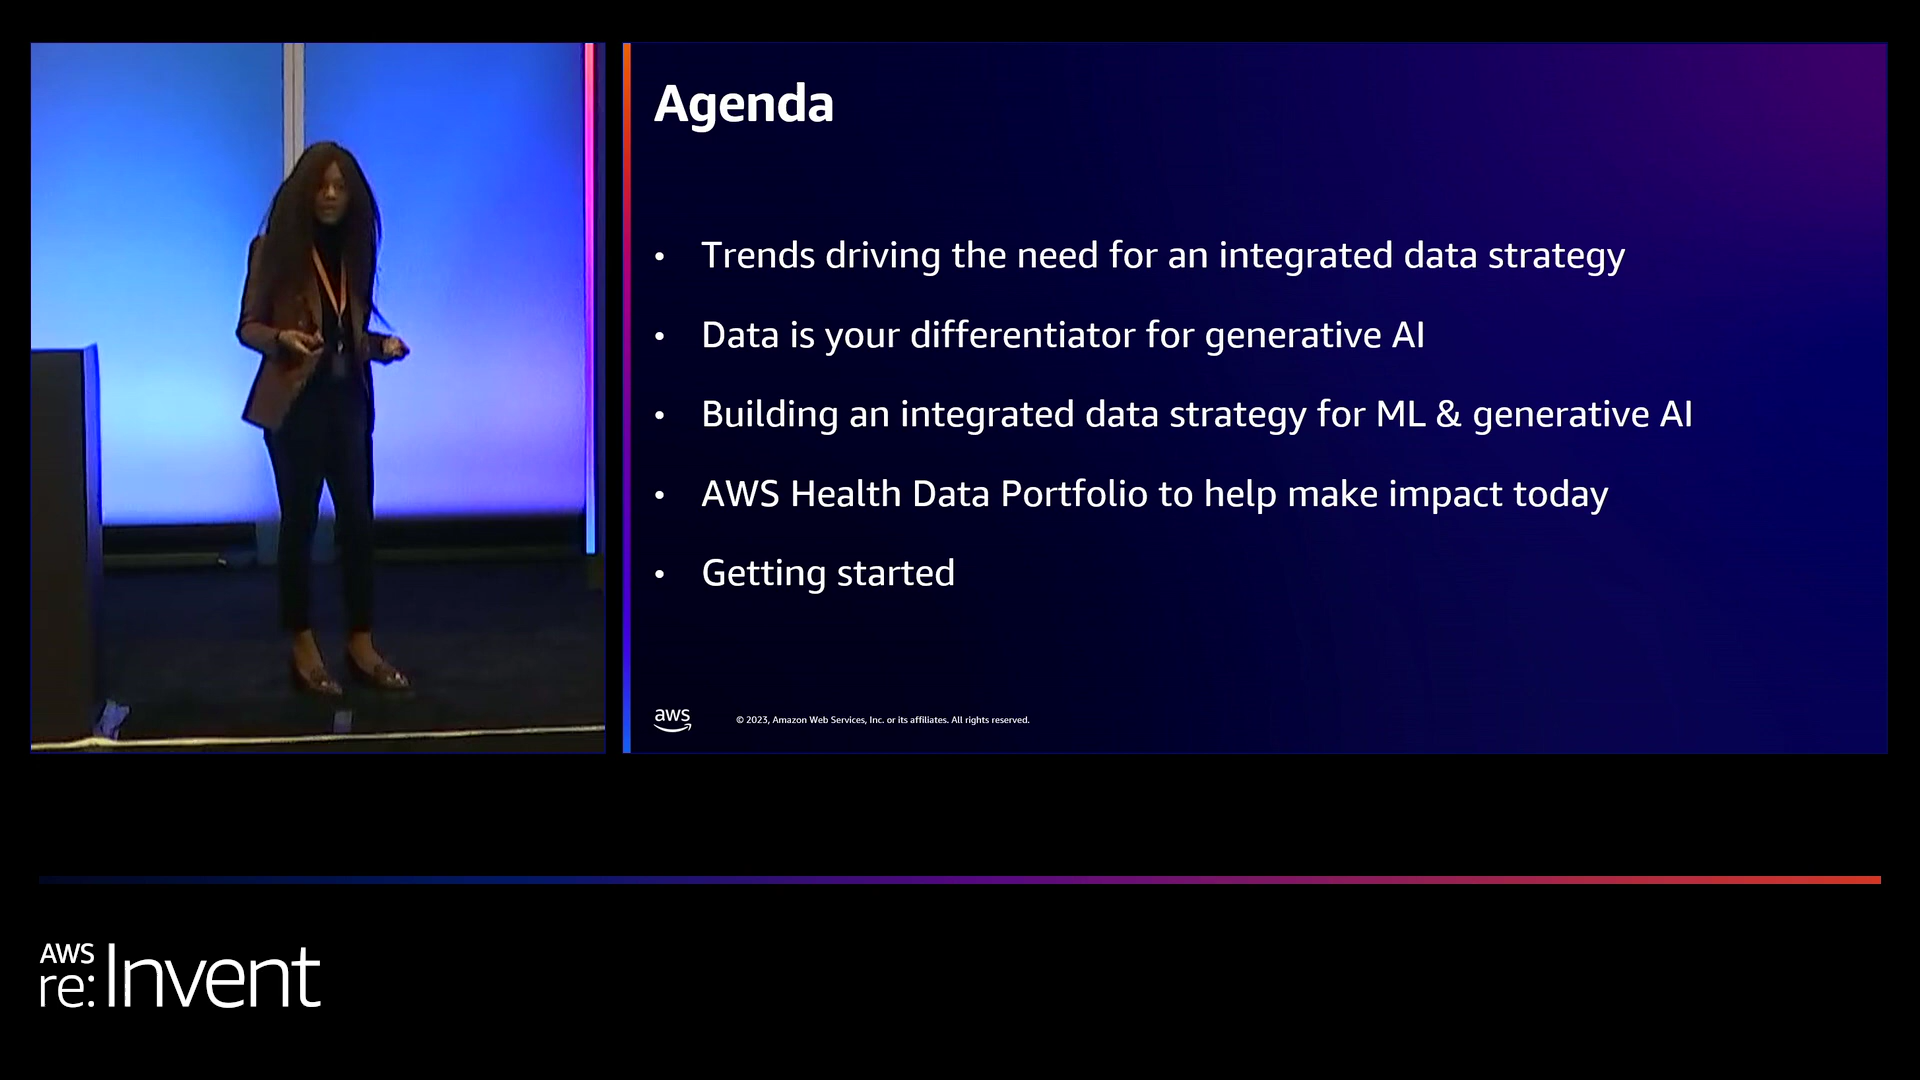 Agenda
• Trends driving the need for an integrated data strategy
• Data is your differentiator for generative AI
• Building an integrated data strategy for ML & generative AI
• AWS Health Data Portfolio to help make impact today
• Getting started
aws
© 2023, Amazon Web Services, Inc. or its affiliates. All rights reserved.
AWS
re:Invent